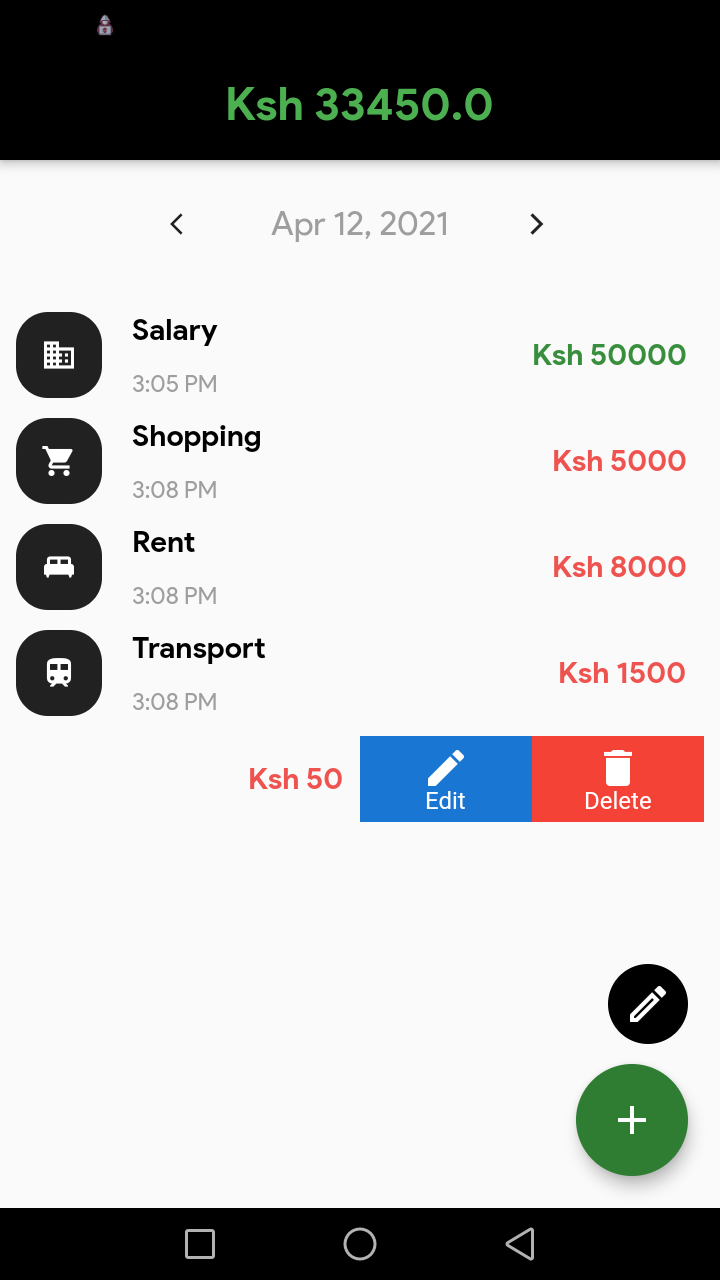 Ksh 33450.0
Apr 12, 2021
Salary
Ksh 50000
3:05 PM
Shopping
Ksh 5000
3:08 PM
Rent
Ksh 8000
3:08 PM
Transport
Ksh 1500
3:08 PM
Ksh 50
Edit
Delete